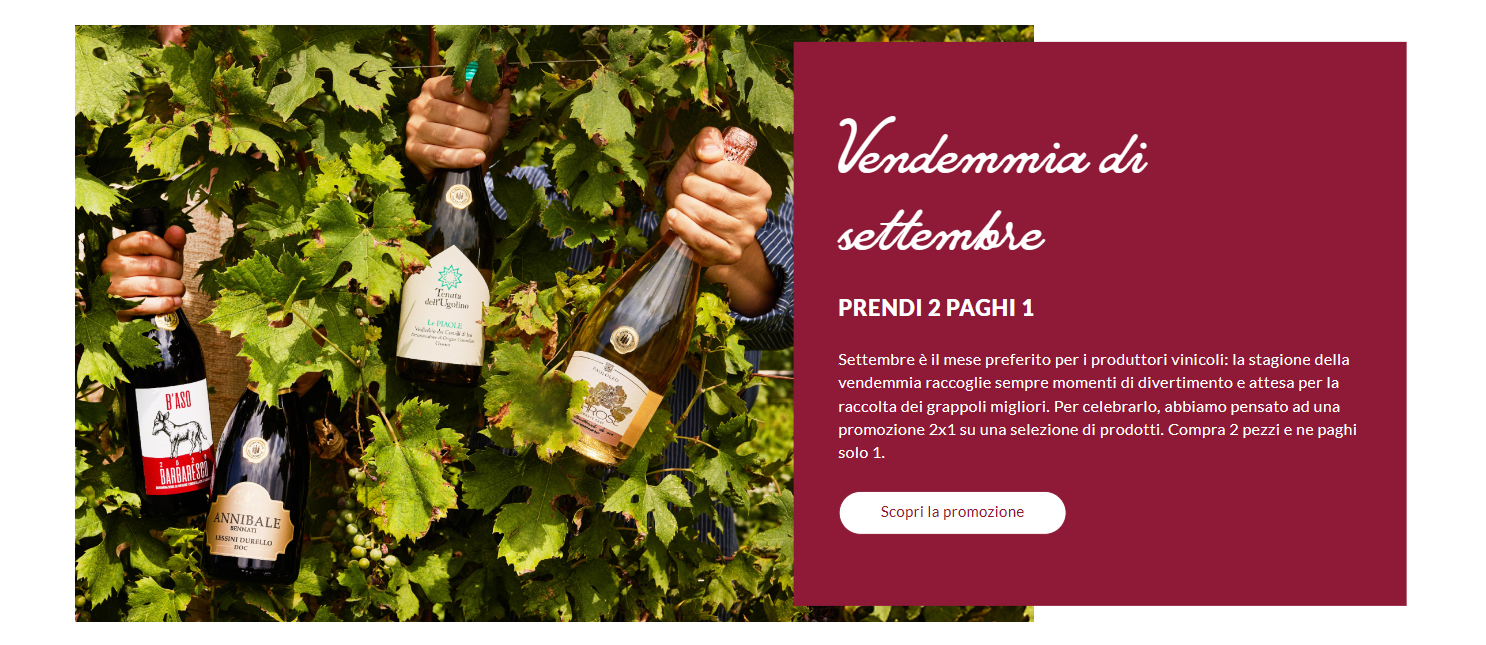 Vendemmia di
settembre
PRENDI 2 PAGHI 1
Settembre è il mese preferito per i produttori vinicoli: la stagione della
vendemmia raccoglie sempre momenti di divertimento e attesa per la
raccolta dei grappoli migliori. Per celebrarlo, abbiamo pensato ad una
promozione 2x1 su una selezione di prodotti. Compra 2 pezzi e ne paghi
solo 1.
Scopri la promozione
Tenuta
dell'Ugolino
Le PIAOLE
B'ASO
2020
BARBARESCO
ANNIBALE
BENNATI
LESSINI DURELLO
DOC